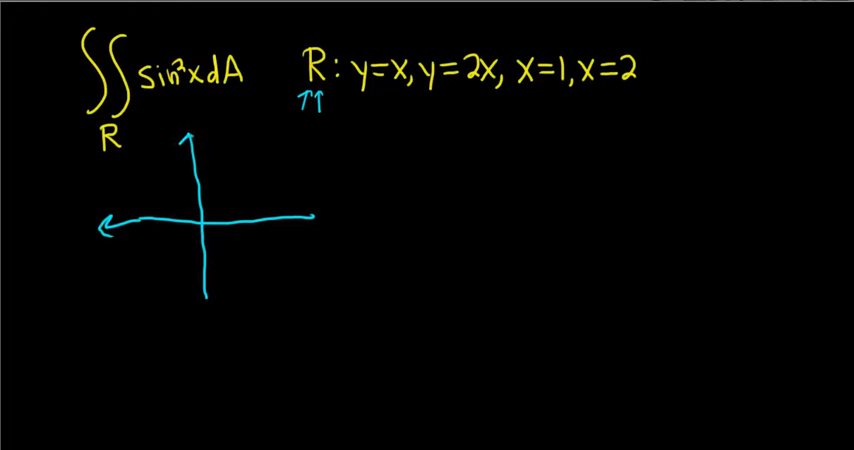 ∬ sin²x dA R: y=x, y=2x, x=1, x=2
R